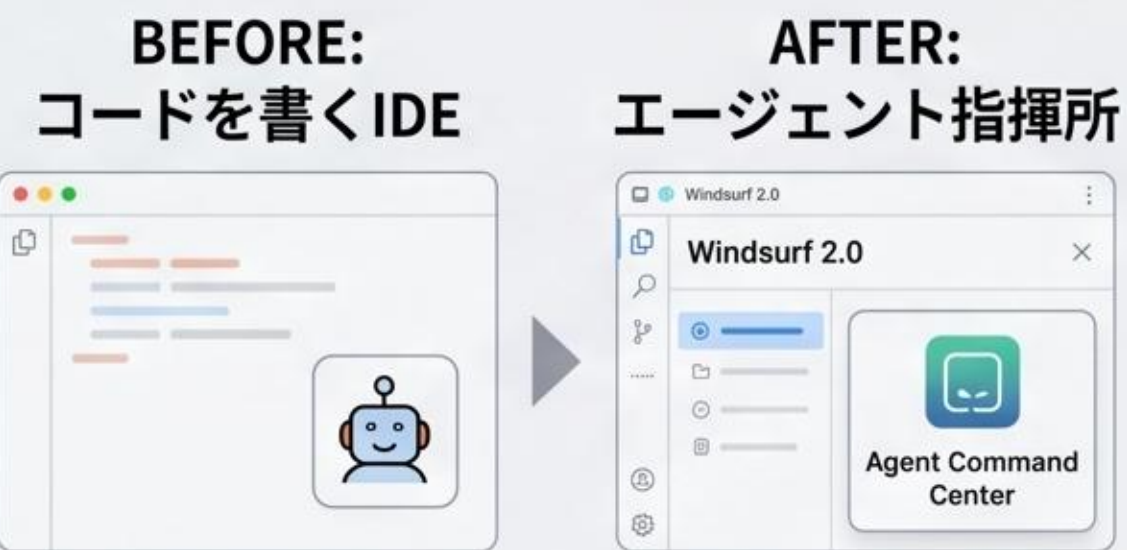 BEFORE:
コードを書くIDE
AFTER:
エージェント指揮所
Windsurf 2.0
Windsurf 2.0
Agent Command
Center